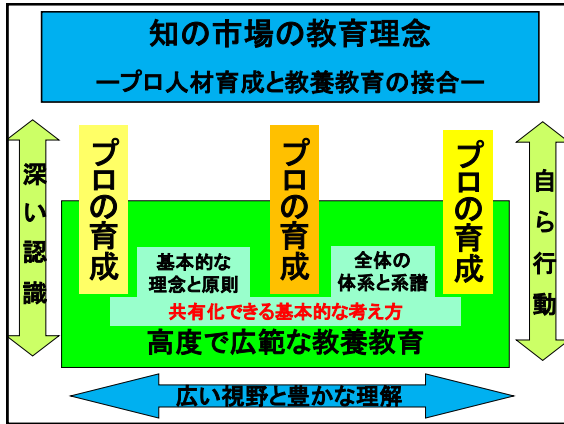 知の市場の教育理念
ープロ人材育成と教養教育の接合ー
深い認識
プロの育成
プロの育成
プロの育成
自ら行動
基本的な
理念と原則
全体の
体系と系譜
共有化できる基本的な考え方
高度で広範な教養教育
広い視野と豊かな理解